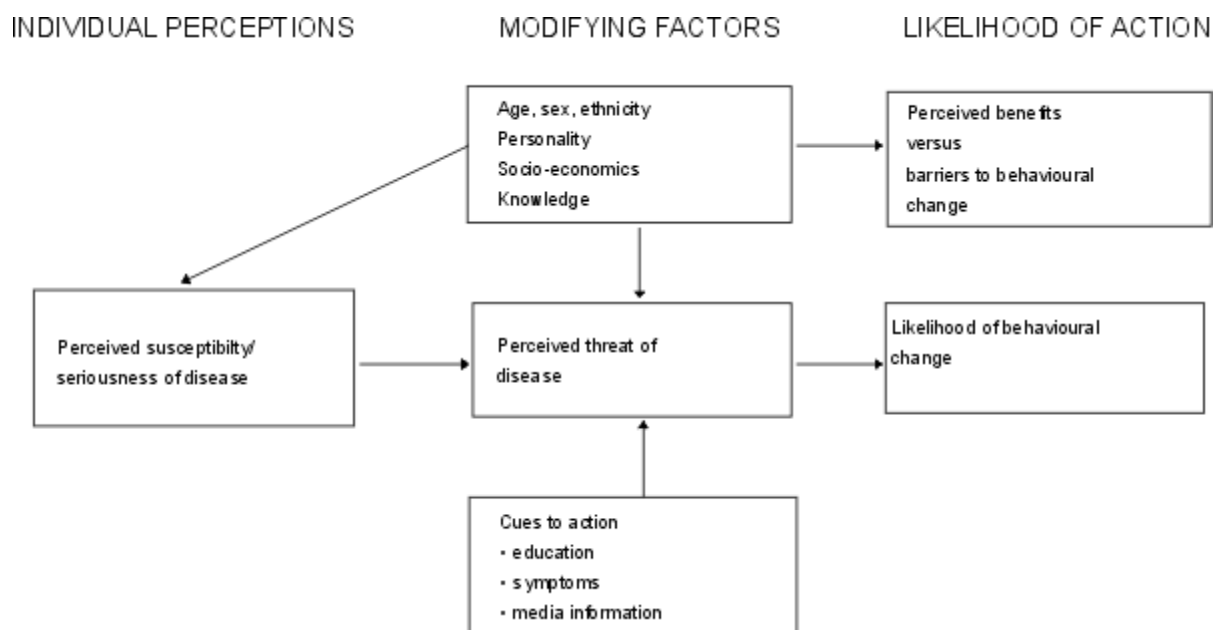 INDIVIDUAL PERCEPTIONS
MODIFYING FACTORS
LIKELIHOOD OF ACTION
Age, sex, ethnicity
Personality
Socio-economics
Knowledge
Perceived benefits
versus
barriers to behavioural
change
Perceived susceptibilty/
seriousness of disease
Perceived threat of
disease
Likelihood of behavioural
change
Cues to action
• education
• symptoms
• media information